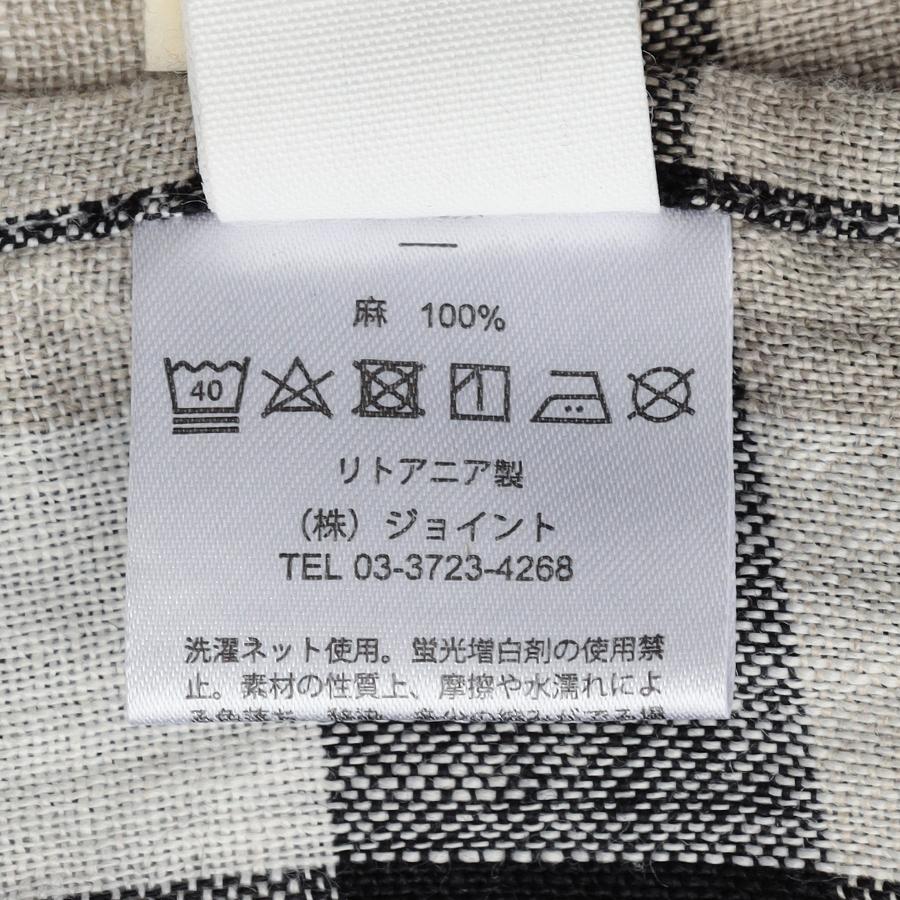 麻 100%
40
リトアニア製
（株）ジョイント
TEL 03-3723-4268
洗濯ネット使用。蛍光増白剤の使用禁
止。素材の性質上、摩擦や水濡れによ